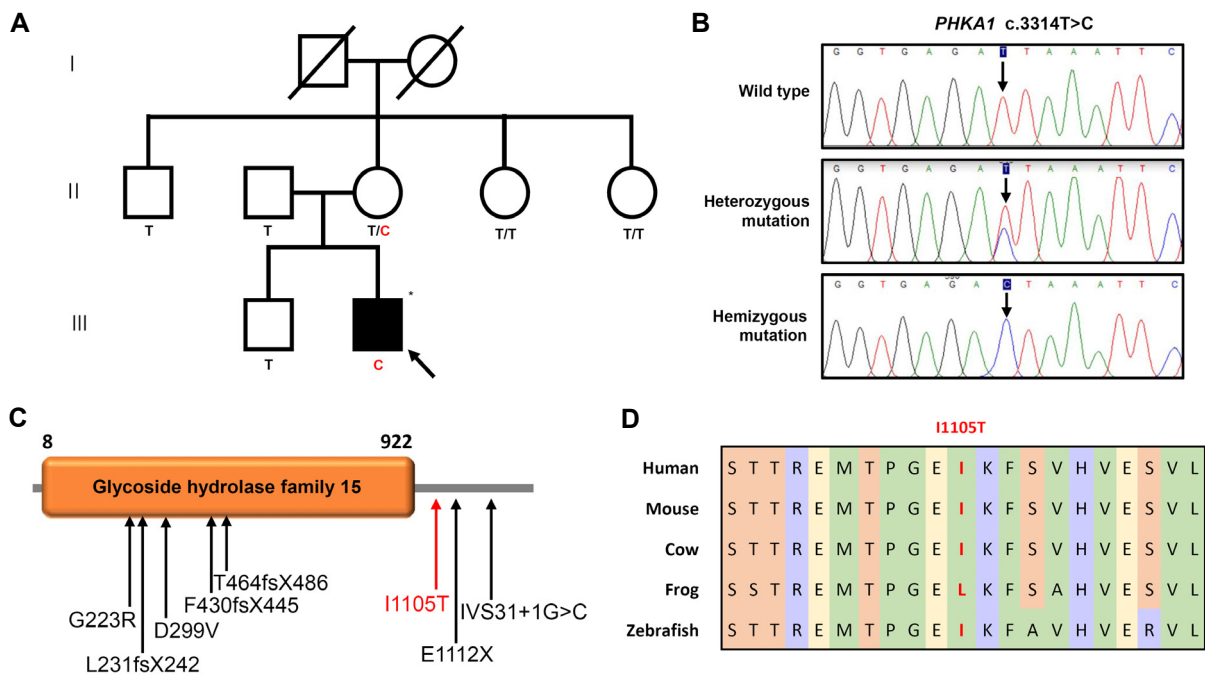 A
I
II
III
T
T
T/C
T/T
T/T
T
C
*
B
PHKA1 c.3314T>C
Wild type
G G T G A G A T T A A A T T C
Heterozygous
mutation
G G T G A G A T T A A A T T C
Hemizygous
mutation
G G T G A G A C T A A A T T C
C
8
922
Glycoside hydrolase family 15
G223R
L231fsX242
D299V
F430fsX445
T464fsX486
I1105T
E1112X
IVS31+1G>C
D
I1105T
Human S T T R E M T P G E I K F S V H V E S V L
Mouse S T T R E M T P G E I K F S V H V E S V L
Cow S T T R E M T P G E I K F S V H V E S V L
Frog S S T R E M T P G E L K F S A H V E S V L
Zebrafish S T T R E M T P G E I K F A V H V E R V L